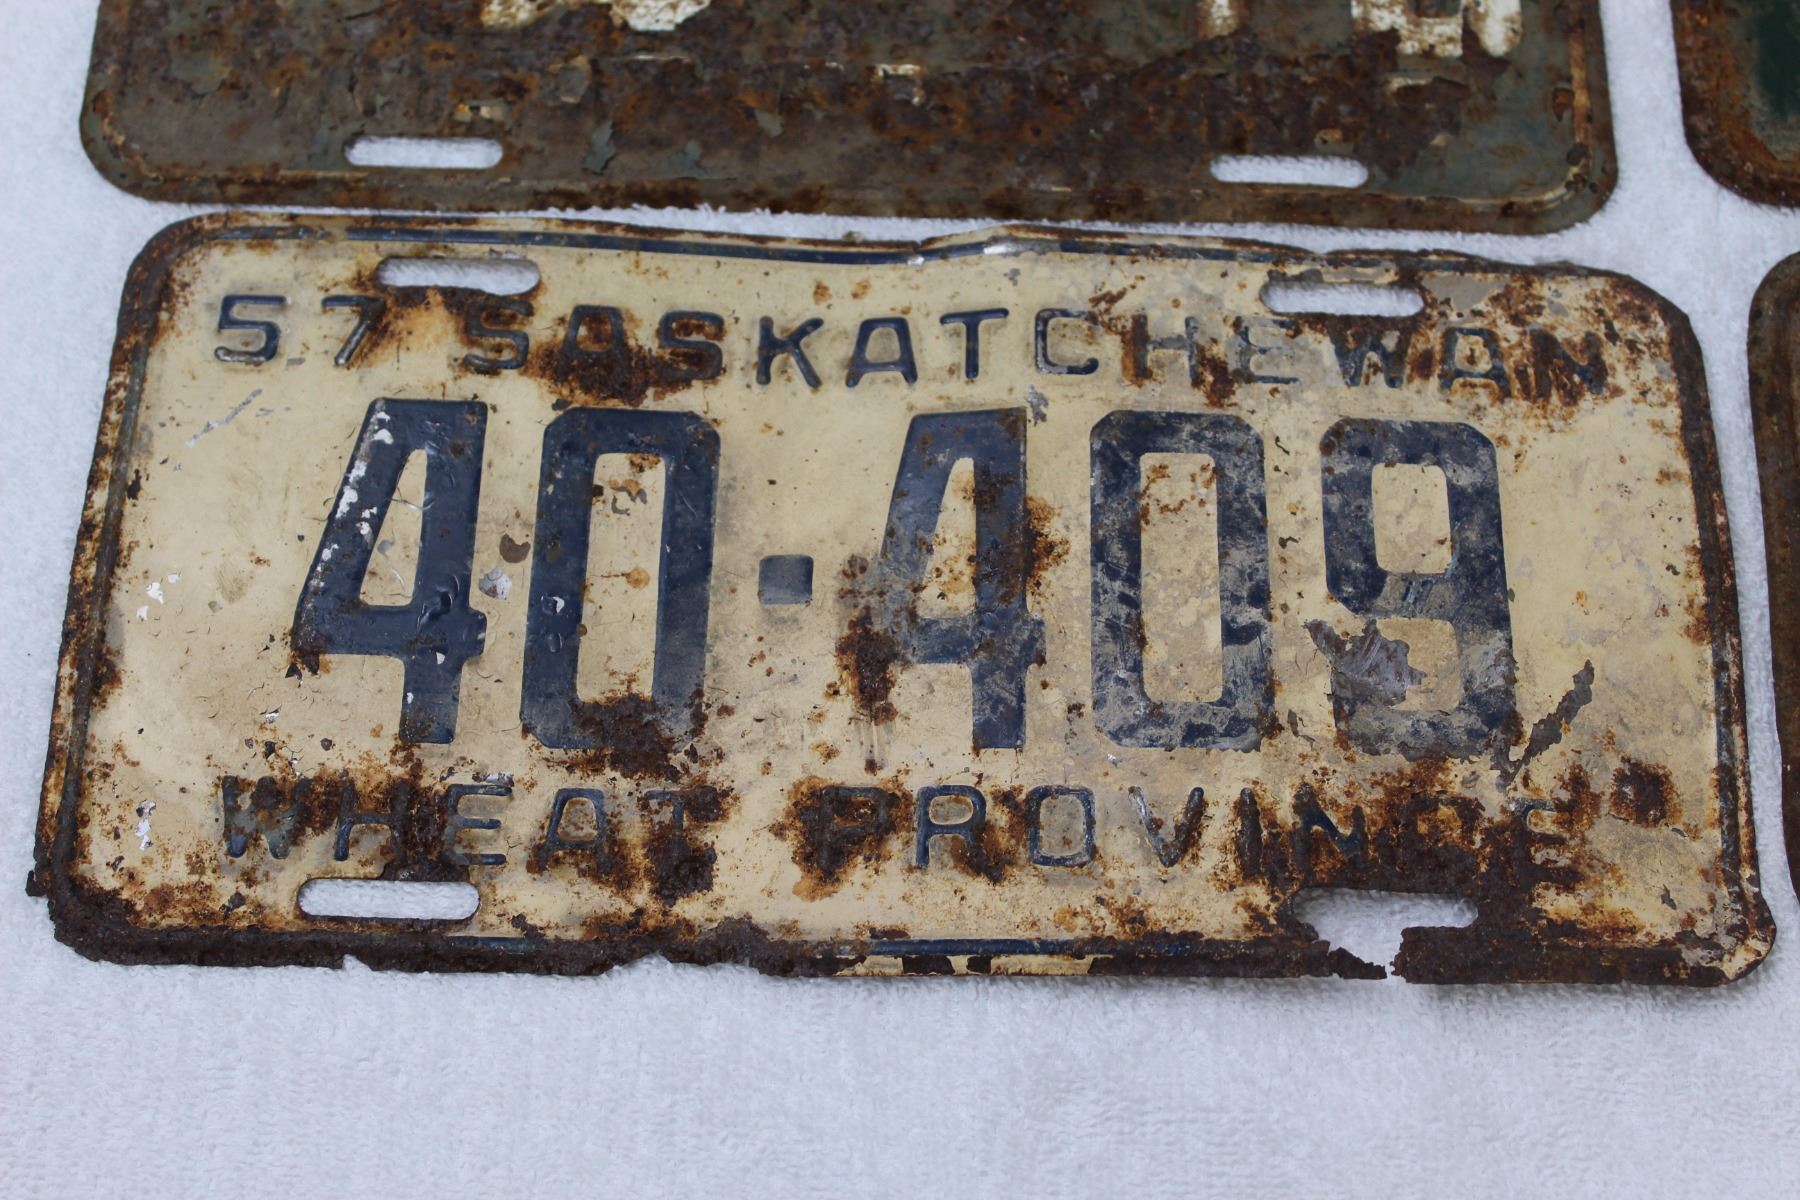 57 SASKATCHEWAN
40-409
WHEAT PROVINCE